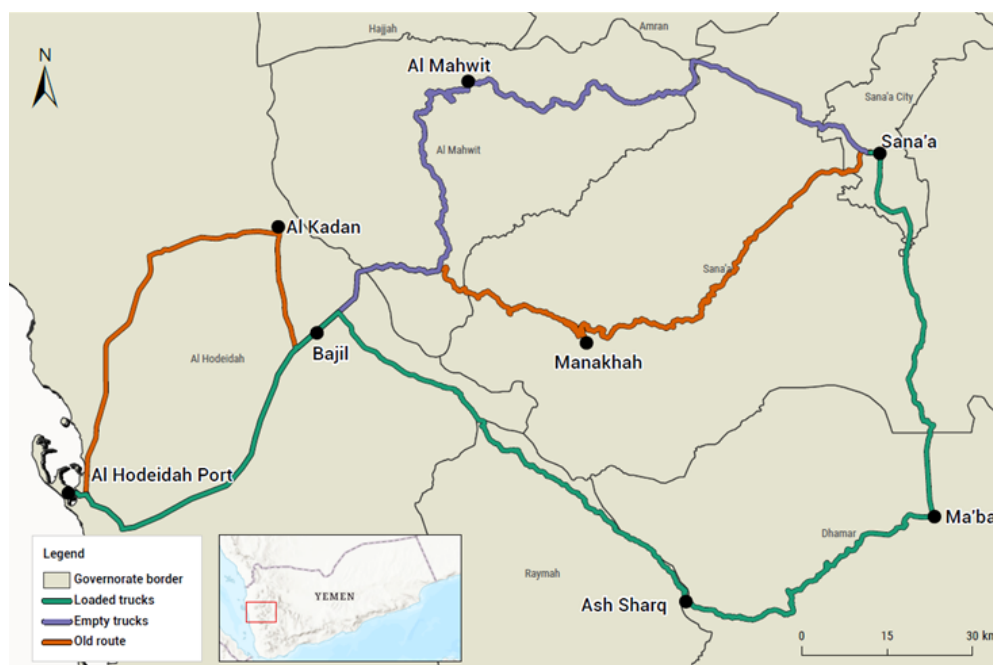 Hajjah
Amran
N
Al Mahwit
Sana'a City
Al Mahwit
Sana'a
Al Kadan
Sana'a
Al Hodeidah
Bajil
Manakhah
Al Hodeidah Port
Ma'ba
Dhamar
Raymah
Ash Sharq
Legend
Governorate border
Loaded trucks
Empty trucks
Old route
YEMEN
0 15 30 km